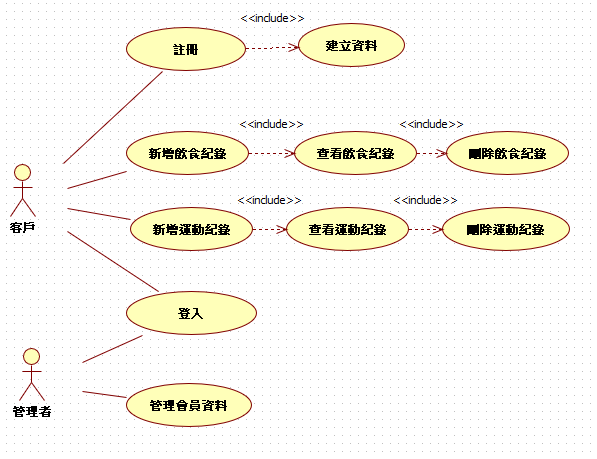 <<include>>
註冊
建立資料
<<include>>
<<include>>
新增飲食紀錄
查看飲食紀錄
刪除飲食紀錄
<<include>>
<<include>>
客戶
新增運動紀錄
查看運動紀錄
刪除運動紀錄
登入
管理者
管理會員資料